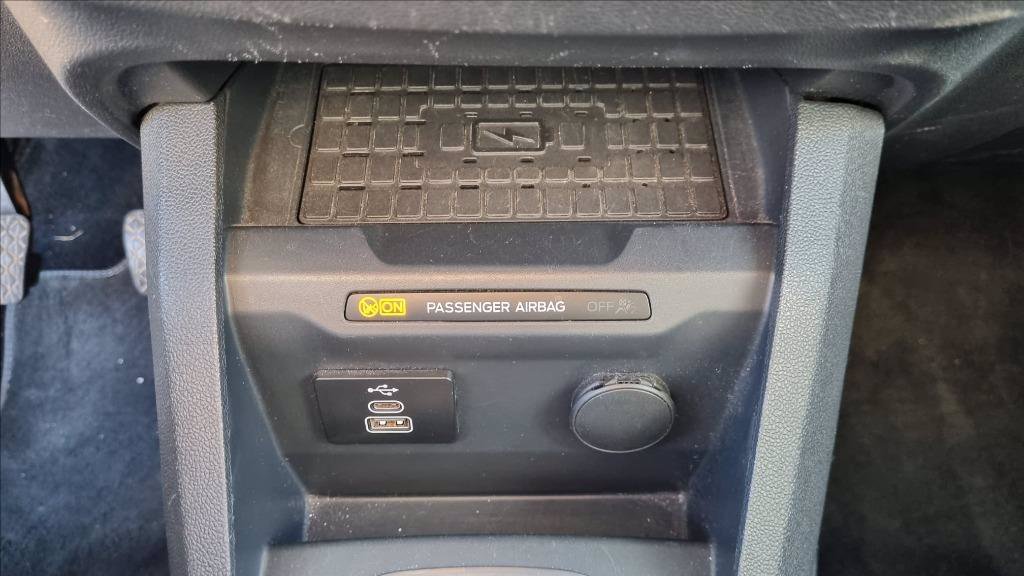 ON PASSENGER AIRBAG OFF